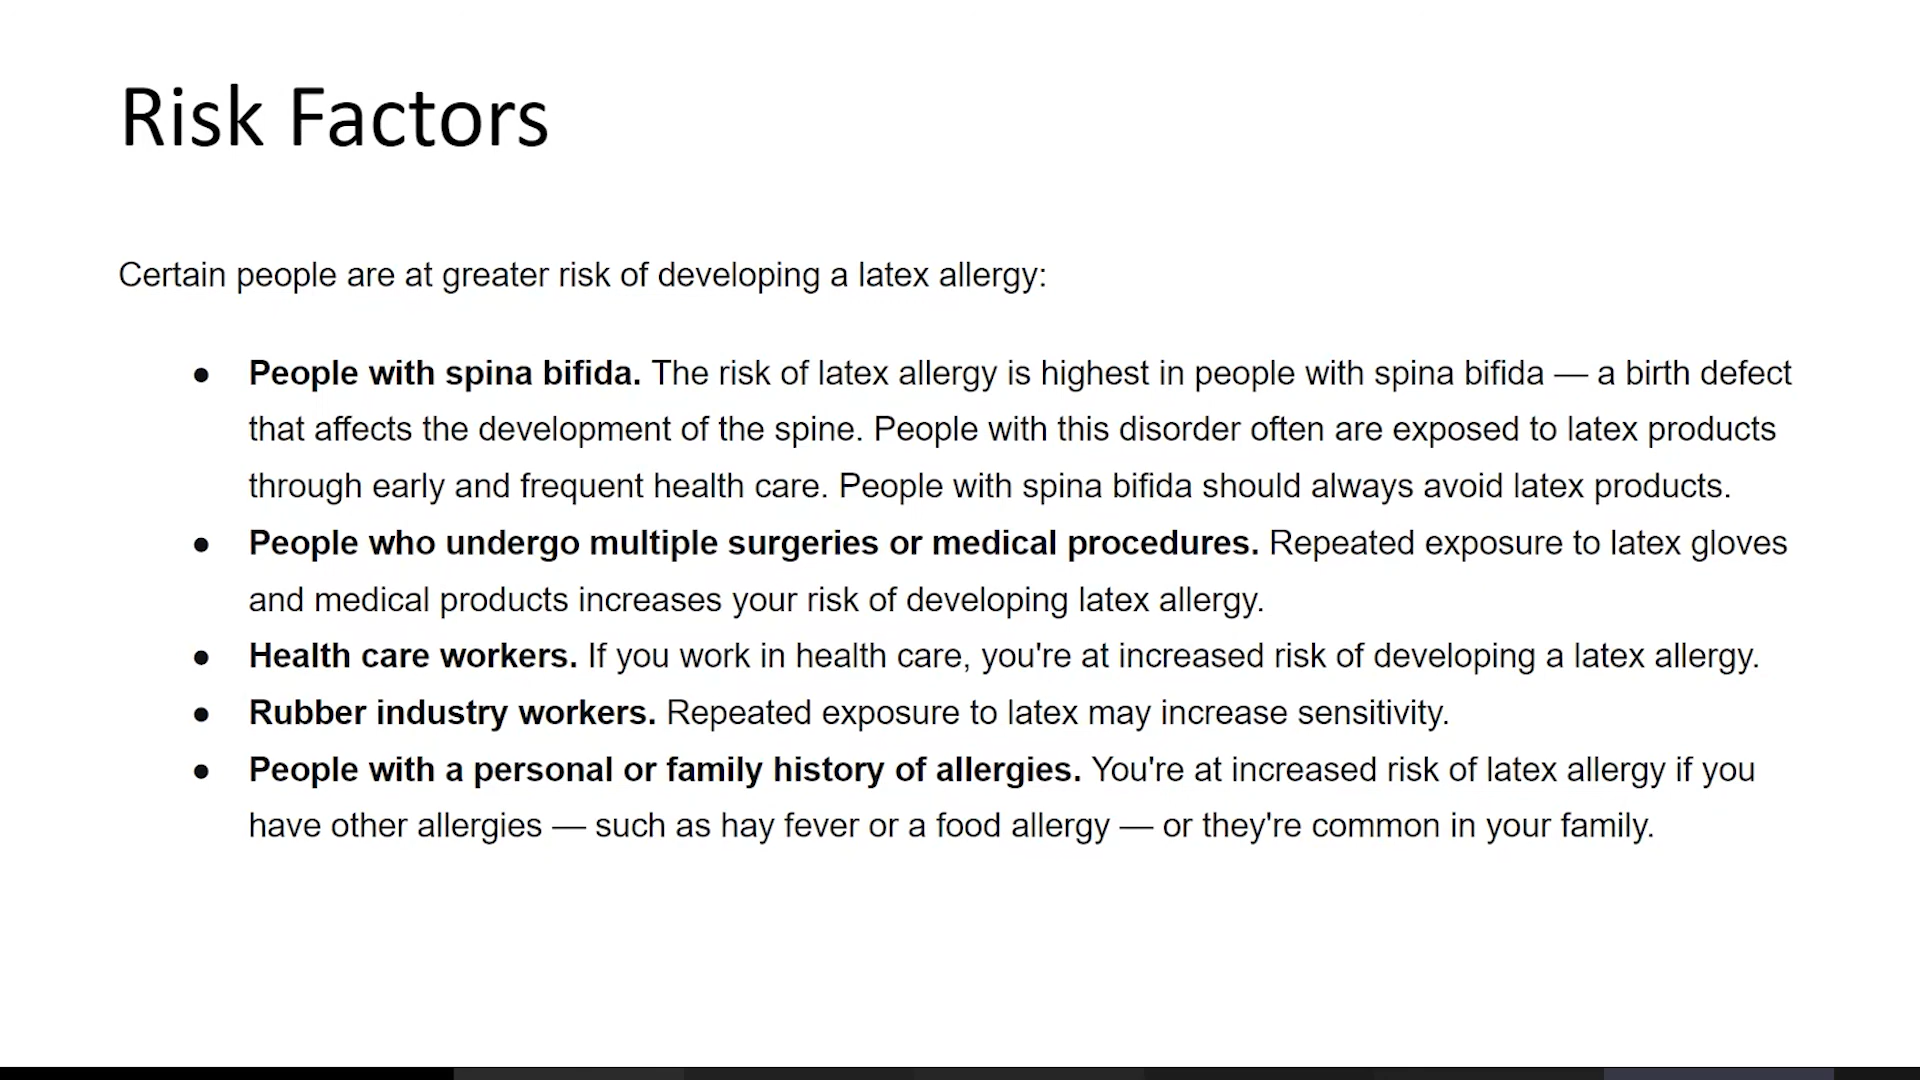 Risk Factors
Certain people are at greater risk of developing a latex allergy:
● People with spina bifida. The risk of latex allergy is highest in people with spina bifida — a birth defect
that affects the development of the spine. People with this disorder often are exposed to latex products
through early and frequent health care. People with spina bifida should always avoid latex products.
● People who undergo multiple surgeries or medical procedures. Repeated exposure to latex gloves
and medical products increases your risk of developing latex allergy.
● Health care workers. If you work in health care, you're at increased risk of developing a latex allergy.
● Rubber industry workers. Repeated exposure to latex may increase sensitivity.
● People with a personal or family history of allergies. You're at increased risk of latex allergy if you
have other allergies — such as hay fever or a food allergy — or they're common in your family.